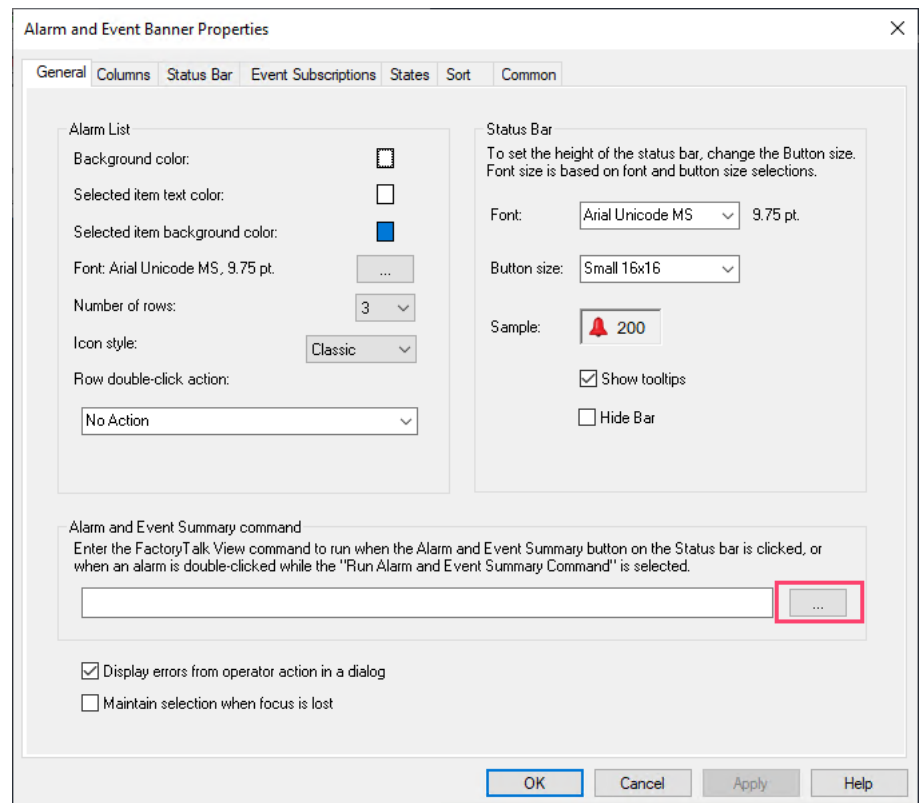 Alarm and Event Banner Properties
General Columns Status Bar Event Subscriptions States Sort Common
Alarm List
Background color:
Selected item text color:
Selected item background color:
Font: Arial Unicode MS, 9.75 pt.
...
Number of rows:
3
Icon style:
Classic
Row double-click action:
No Action
Status Bar
To set the height of the status bar, change the Button size.
Font size is based on font and button size selections.
Font:
Arial Unicode MS
9.75 pt.
Button size:
Small 16x16
Sample:
200
Show tooltips
Hide Bar
Alarm and Event Summary command
Enter the FactoryTalk View command to run when the Alarm and Event Summary button on the Status bar is clicked, or
when an alarm is double-clicked while the "Run Alarm and Event Summary Command" is selected.
...
Display errors from operator action in a dialog
Maintain selection when focus is lost
OK Cancel Apply Help